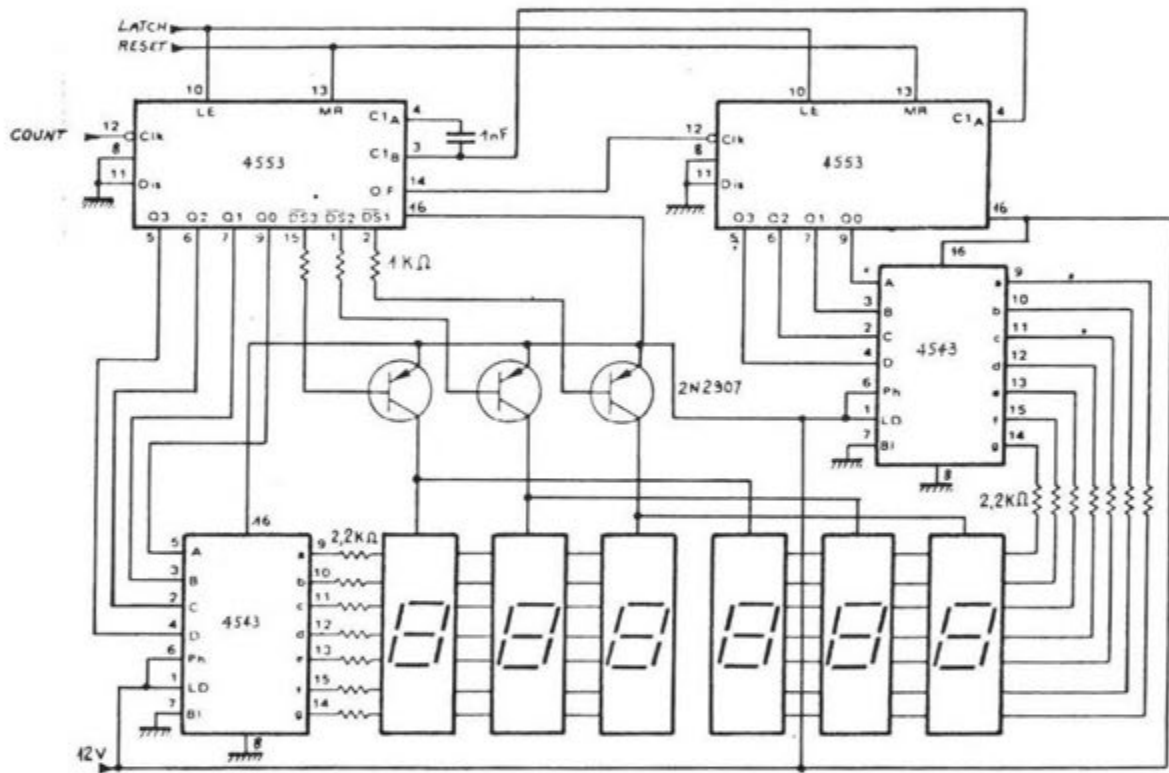 LATCH
RESET
10 13 10 13
LE MR LE MR
COUNT 12 Clk 4553 C1A 4 1nF
8 C1B 3
11 Dis OF 14
16
Q3 Q2 Q1 Q0 DS3 DS2 DS1
5 6 7 9 15 1 2
1 KΩ
12 Clk 4553 C1A 4
8
11 Dis
16
Q3 Q2 Q1 Q0
5 6 7 9
16
A a 9
3 B b 10
2 C c 11
4 D 4543 d 12
6 Ph e 13
1 LD f 15
7 BI g 14
8
2,2KΩ
2N2907
16
2,2KΩ
5 A a 9
3 B b 10
2 C c 11
4 D 4543 d 12
6 Ph e 13
1 LD f 15
7 BI g 14
8
12V